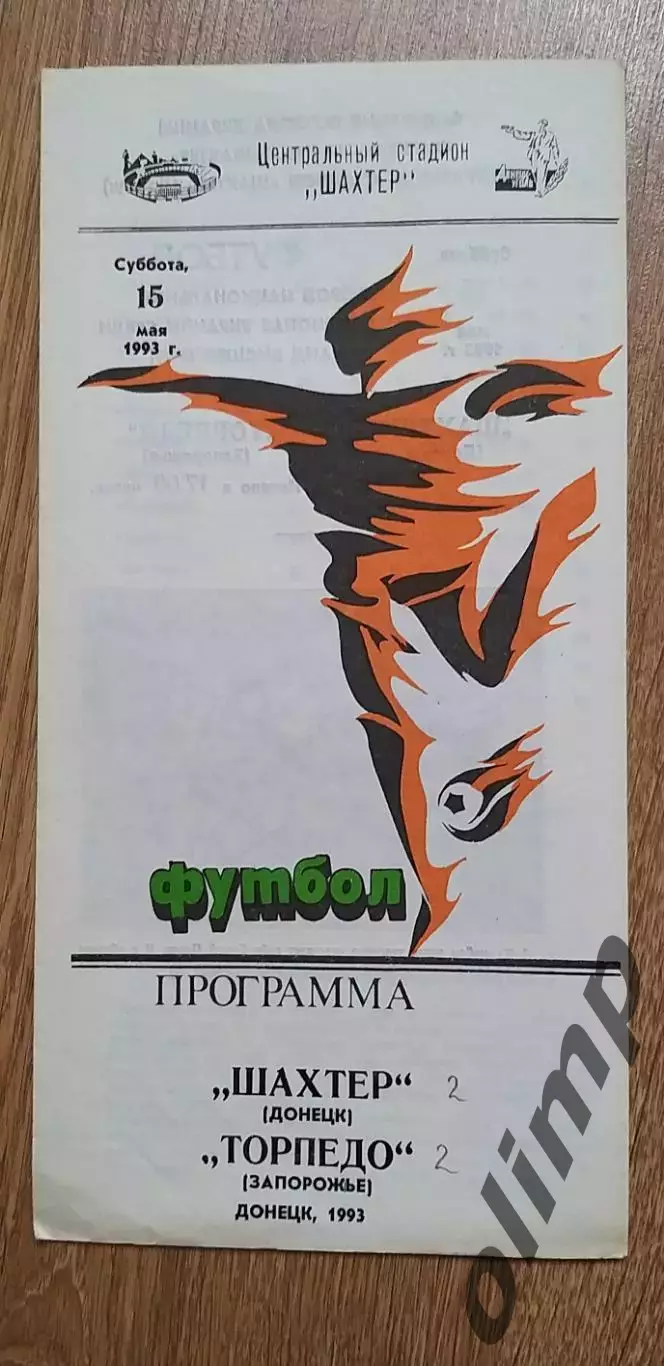 Центральный стадион
„ШАХТЕР"
Суббота,
15
мая
1993 г.
футбол
ПРОГРАММА
„ШАХТЕР" 2
(ДОНЕЦК)
„ТОРПЕДО" 2
(ЗАПОРОЖЬЕ)
ДОНЕЦК, 1993
olimp